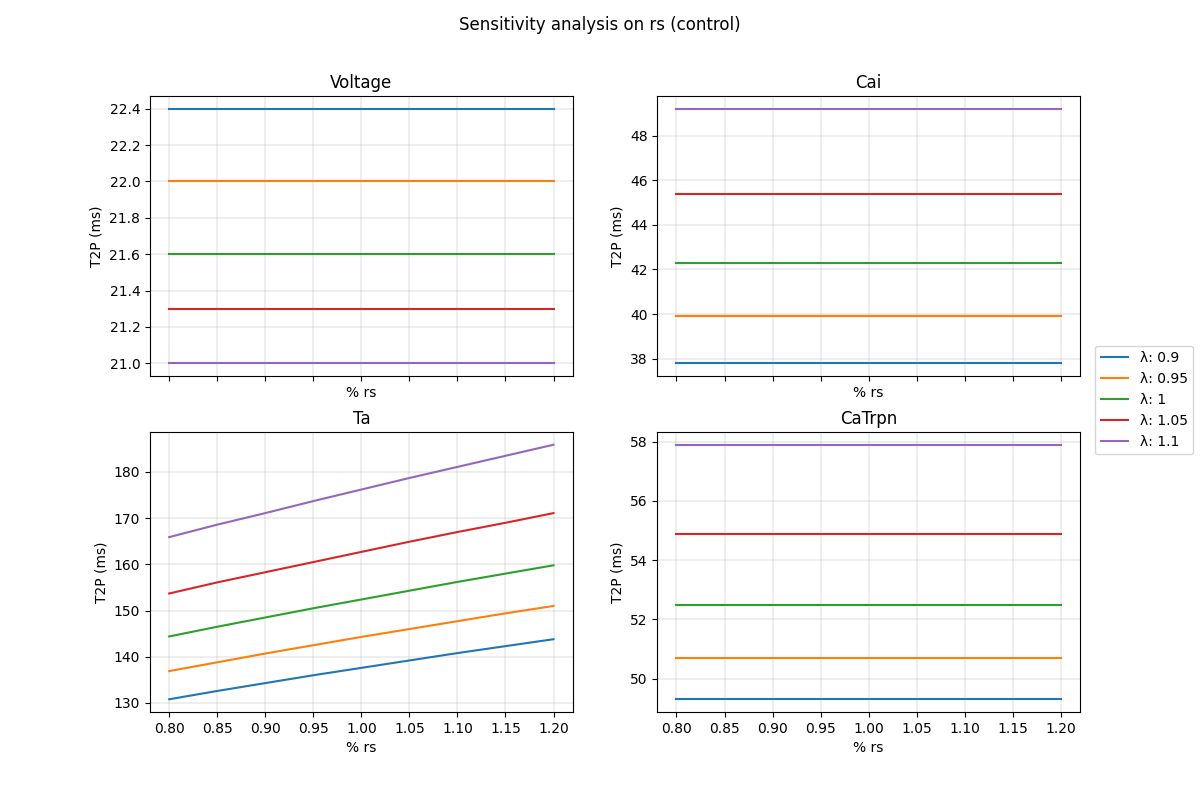 Sensitivity analysis on rs (control)
Voltage
T2P (ms)
22.4
22.2
22.0
21.8
21.6
21.4
21.2
21.0
% rs
Cai
T2P (ms)
48
46
44
42
40
38
% rs
Ta
T2P (ms)
180
170
160
150
140
130
0.80 0.85 0.90 0.95 1.00 1.05 1.10 1.15 1.20
% rs
CaTrpn
T2P (ms)
58
56
54
52
50
0.80 0.85 0.90 0.95 1.00 1.05 1.10 1.15 1.20
% rs
λ: 0.9
λ: 0.95
λ: 1
λ: 1.05
λ: 1.1